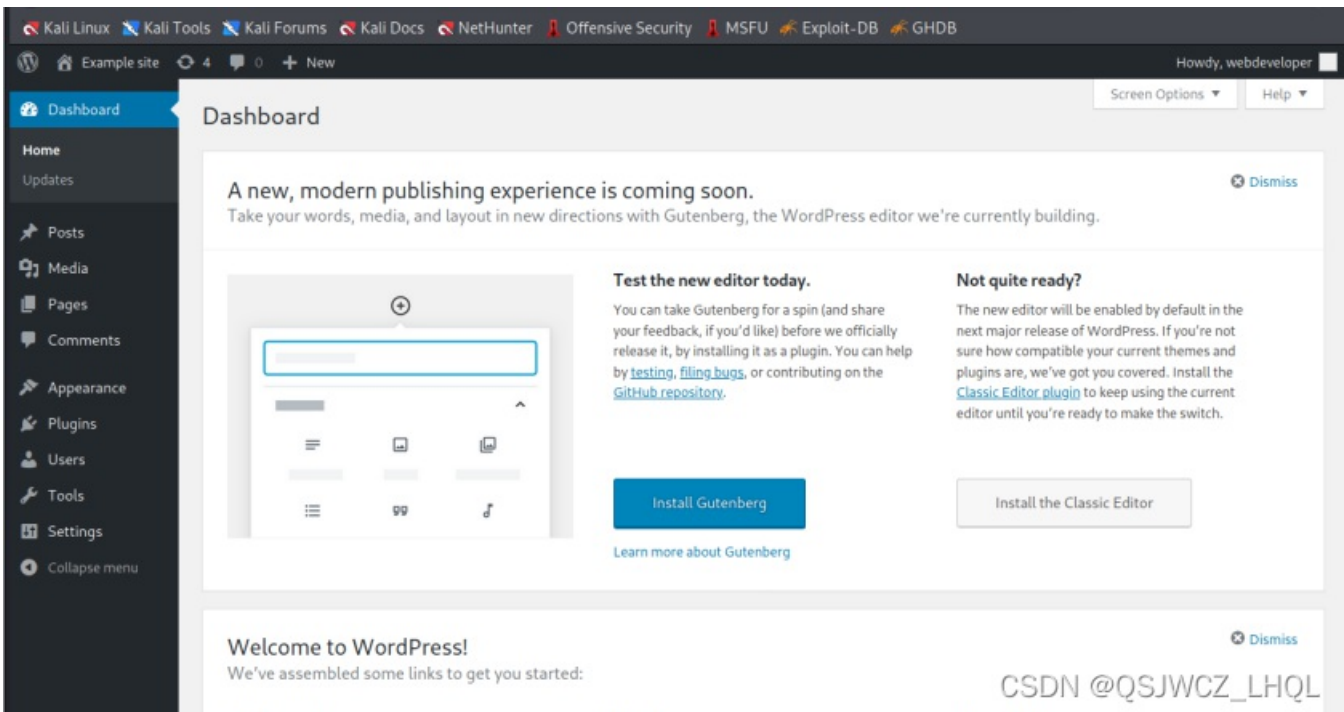 Kali Linux Kali Tools Kali Forums Kali Docs NetHunter Offensive Security MSFU Exploit-DB GHDB
Example site 4 0 New Howdy, webdeveloper
Screen Options Help
Dashboard
Home
Updates
Posts
Media
Pages
Comments
Appearance
Plugins
Users
Tools
Settings
Collapse menu
Dashboard
A new, modern publishing experience is coming soon.
Dismiss
Take your words, media, and layout in new directions with Gutenberg, the WordPress editor we're currently building.
Test the new editor today.
You can take Gutenberg for a spin (and share
your feedback, if you'd like) before we officially
release it, by installing it as a plugin. You can help
by testing, filing bugs, or contributing on the
GitHub repository.
Install Gutenberg
Learn more about Gutenberg
Not quite ready?
The new editor will be enabled by default in the
next major release of WordPress. If you're not
sure how compatible your current themes and
plugins are, we've got you covered. Install the
Classic Editor plugin to keep using the current
editor until you're ready to make the switch.
Install the Classic Editor
Welcome to WordPress!
Dismiss
We've assembled some links to get you started:
CSDN @QSJWCZ_LHQL